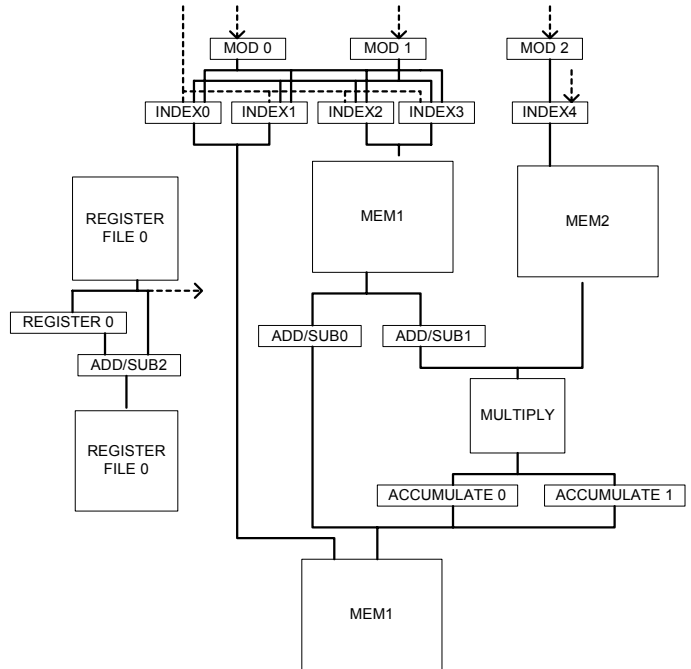 MOD 0
MOD 1
MOD 2
INDEX0
INDEX1
INDEX2
INDEX3
INDEX4
REGISTER
FILE 0
MEM1
MEM2
REGISTER 0
ADD/SUB0
ADD/SUB1
ADD/SUB2
REGISTER
FILE 0
MULTIPLY
ACCUMULATE 0
ACCUMULATE 1
MEM1